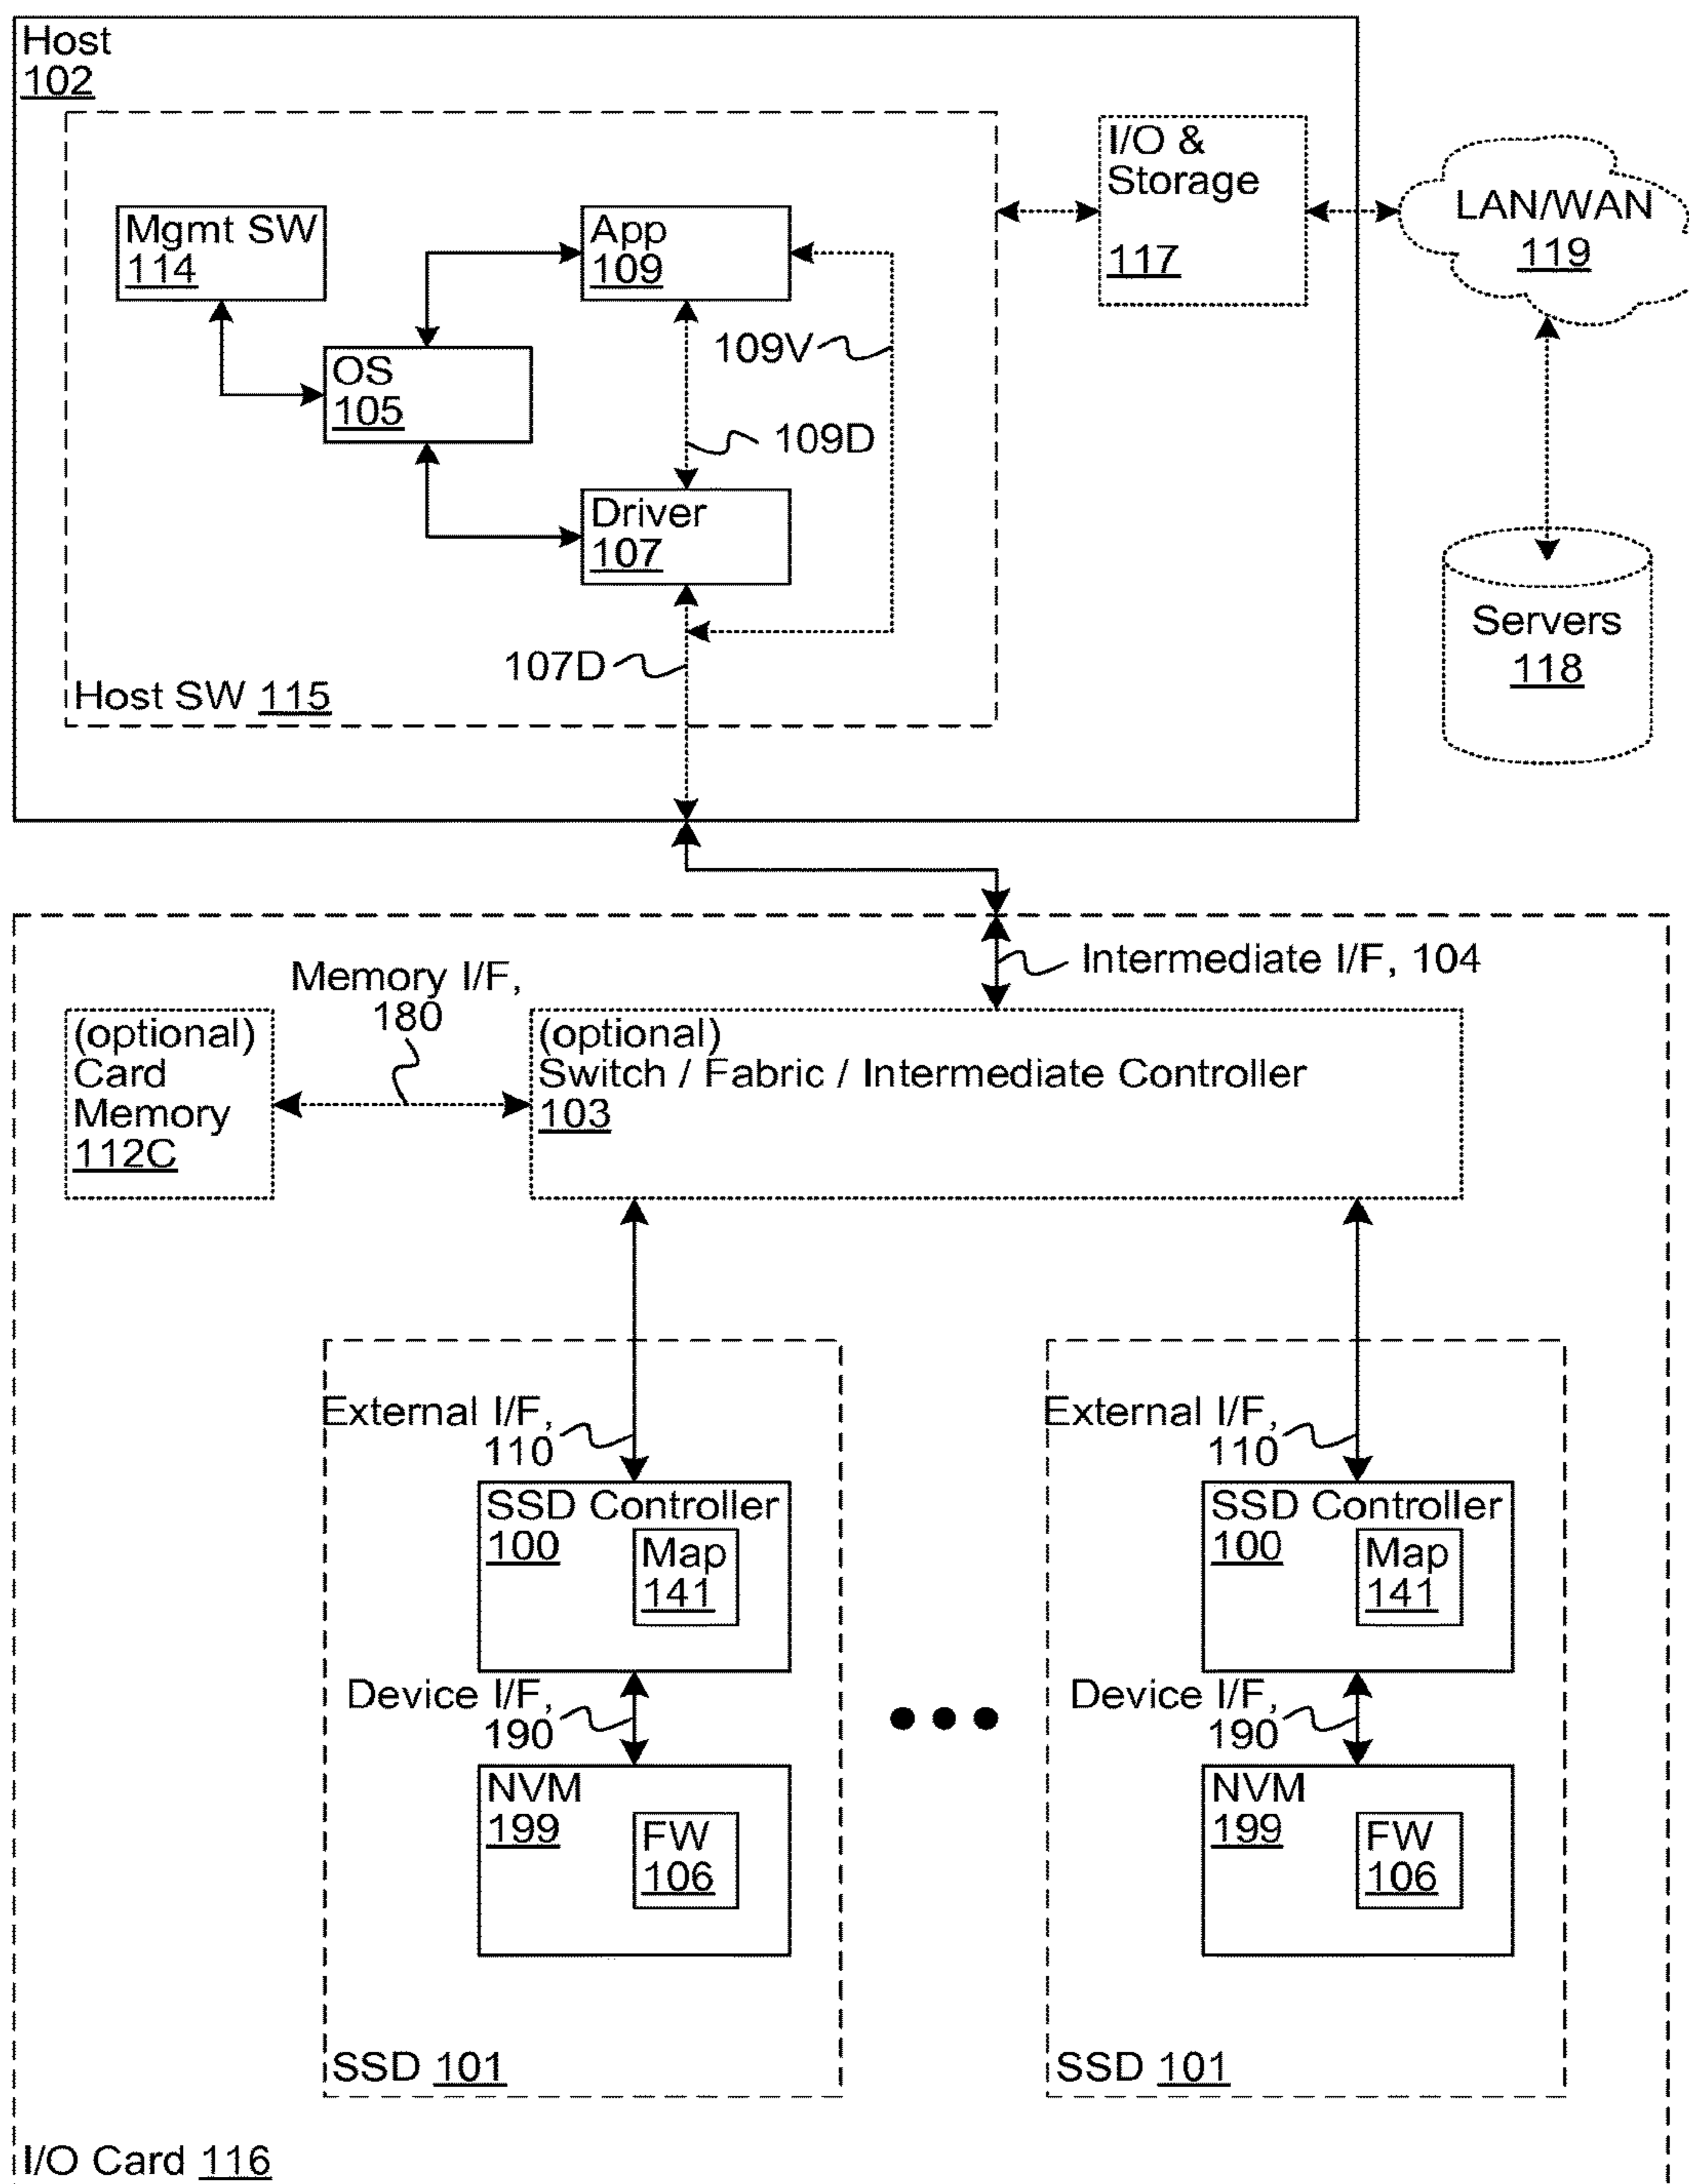 Host
102
I/O &
Storage
117
LAN/WAN
119
Mgmt SW
114
App
109
109V
OS
105
109D
Driver
107
Servers
118
107D
Host SW 115
Intermediate I/F, 104
Memory I/F,
180
(optional)
Card
Memory
112C
(optional)
Switch / Fabric / Intermediate Controller
103
External I/F,
110
External I/F,
110
SSD Controller
100
Map
141
SSD Controller
100
Map
141
Device I/F,
190
Device I/F,
190
NVM
199
FW
106
NVM
199
FW
106
SSD 101
SSD 101
I/O Card 116